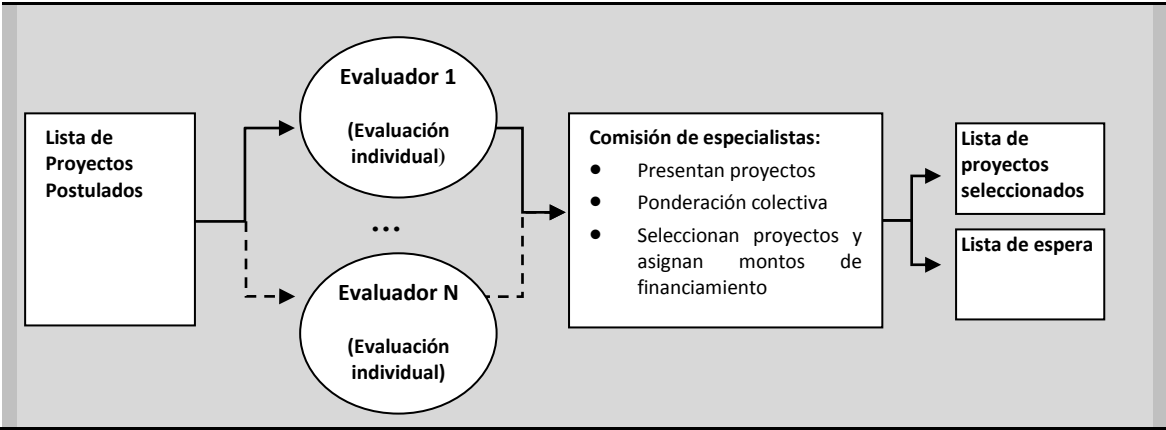 Lista de
Proyectos
Postulados
Evaluador 1
(Evaluación
individual)
...
Evaluador N
(Evaluación
individual)
Comisión de especialistas:
● Presentan proyectos
● Ponderación colectiva
● Seleccionan proyectos y
asignan montos de
financiamiento
Lista de
proyectos
seleccionados
Lista de espera